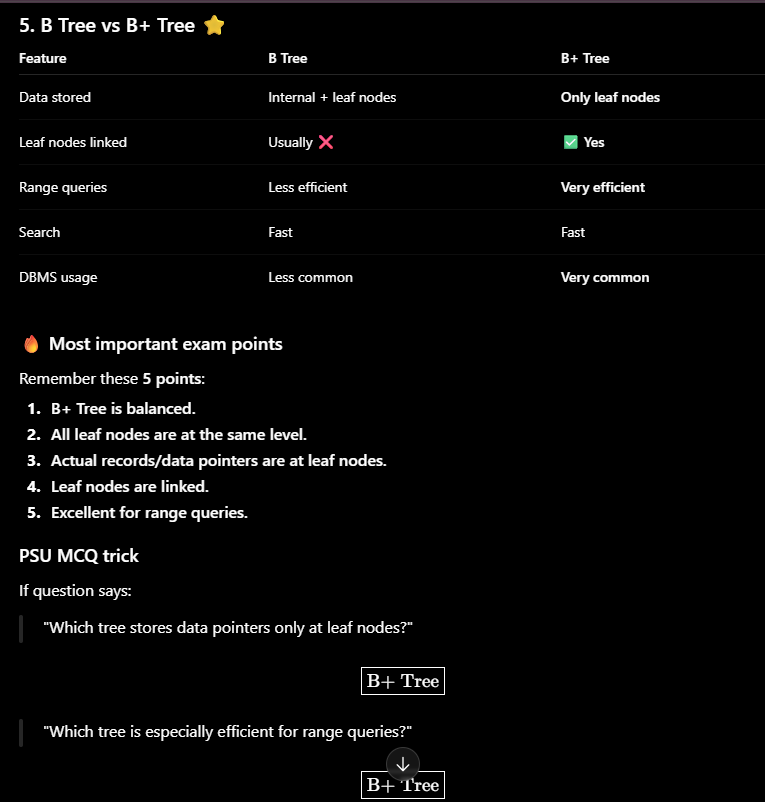 5. B Tree vs B+ Tree ⭐
Feature B Tree B+ Tree
Data stored Internal + leaf nodes Only leaf nodes
Leaf nodes linked Usually ❌ ✅ Yes
Range queries Less efficient Very efficient
Search Fast Fast
DBMS usage Less common Very common
🔥 Most important exam points
Remember these 5 points:
1. B+ Tree is balanced.
2. All leaf nodes are at the same level.
3. Actual records/data pointers are at leaf nodes.
4. Leaf nodes are linked.
5. Excellent for range queries.
PSU MCQ trick
If question says:
"Which tree stores data pointers only at leaf nodes?"
B+ Tree
"Which tree is especially efficient for range queries?"
B+ Tree